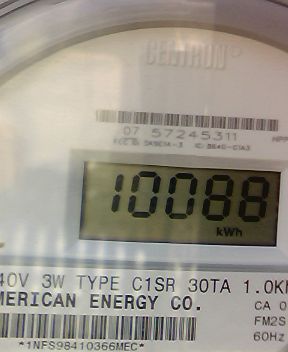 CENTRON®
07 57245311
10088
kWh
40V 3W TYPE C1SR 30TA 1.0K
MERICAN ENERGY CO.
CA 0
FM2S
60Hz
*1NFS98410366MEC*